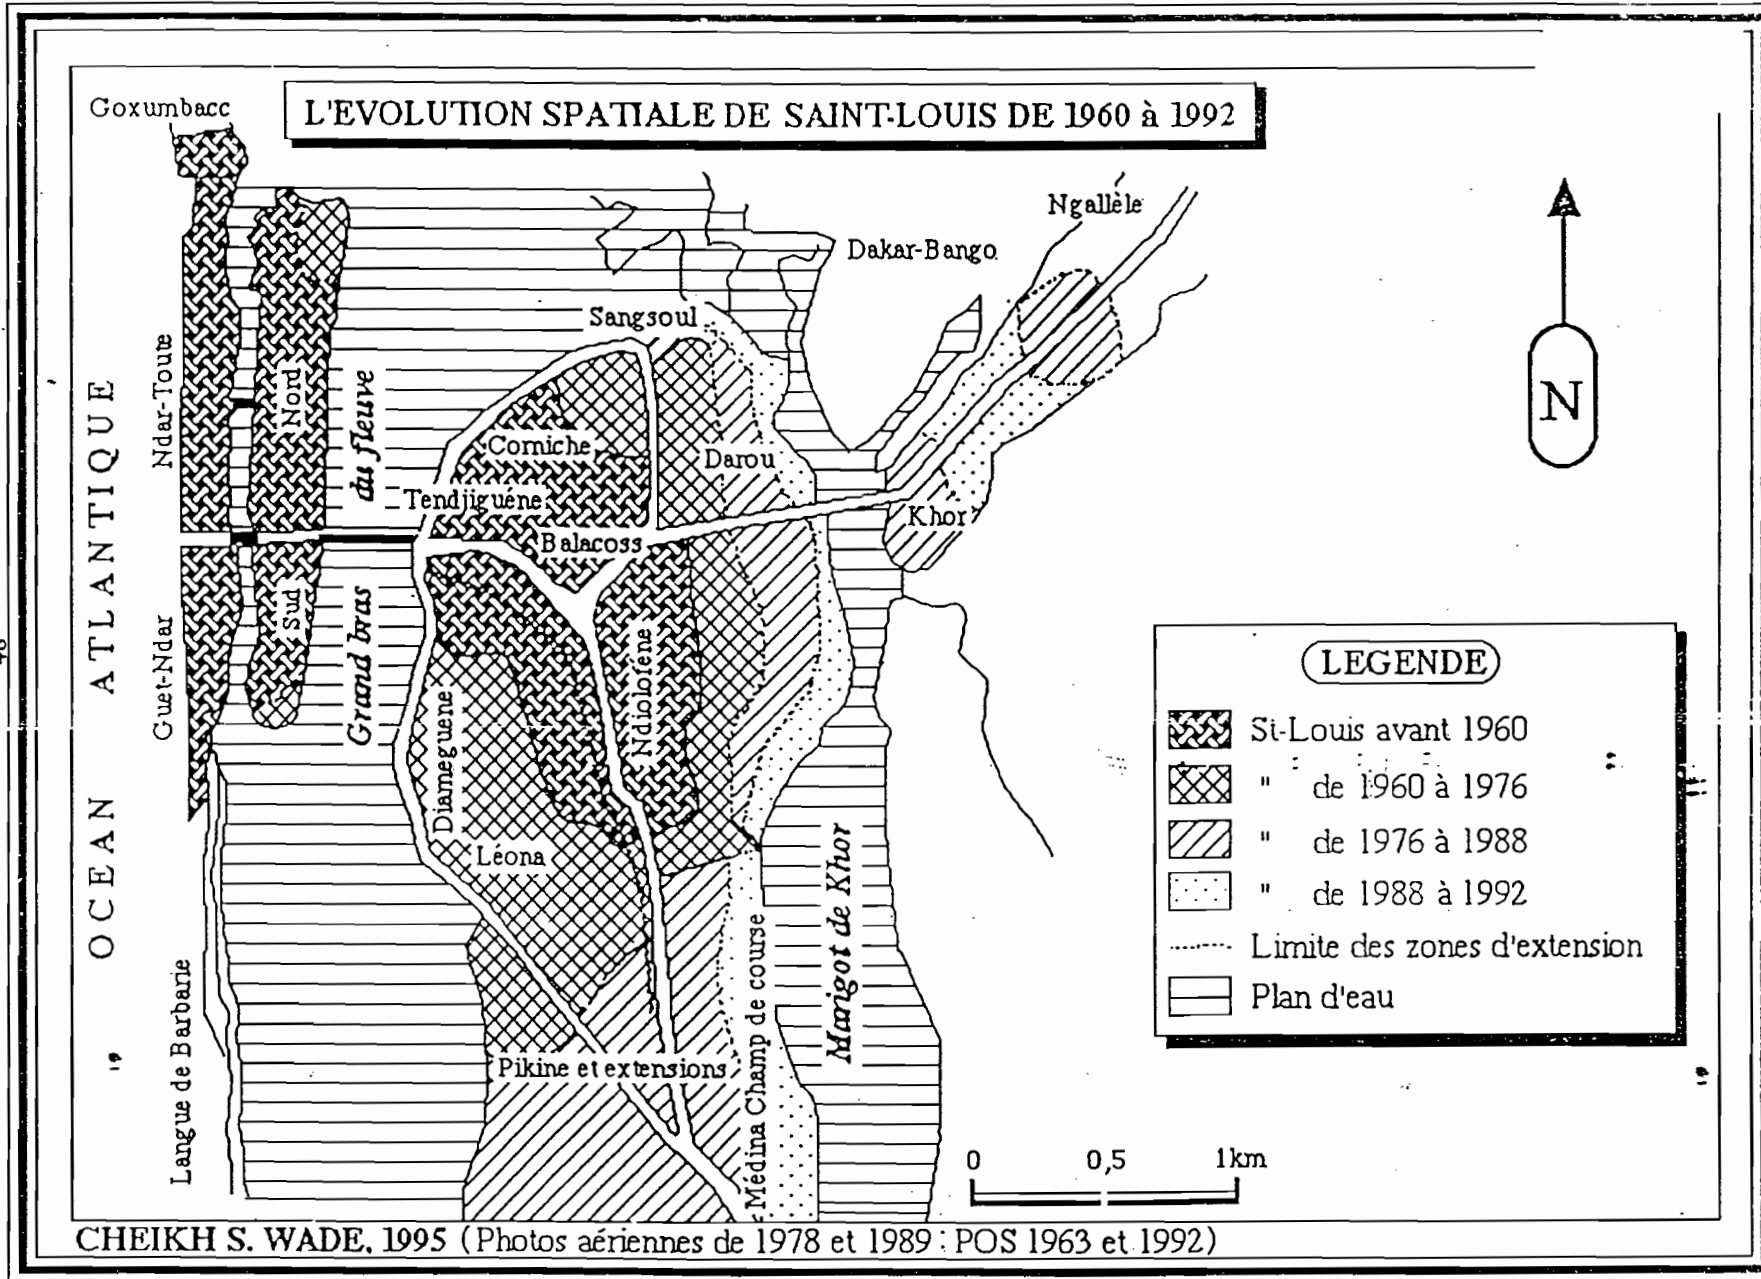 L'EVOLUTION SPATIALE DE SAINT-LOUIS DE 1960 à 1992
Goxumbacc
Ngallèle
Dakar-Bango
Sangsoul
Ndar-Toute
Nord
du fleuve
Corniche
Darou
Tendjiguéne
Khor
Balacoss
N
OCEAN ATLANTIQUE
Guet-Ndar
Sud
Grand bras
Ndioloféne
Diameguene
Léona
Langue de Barbarie
Pikine et extensions
Médina Champ de course
Marigot de Khor
LEGENDE
St-Louis avant 1960
" de 1960 à 1976
" de 1976 à 1988
" de 1988 à 1992
Limite des zones d'extension
Plan d'eau
0 0,5 1km
CHEIKH S. WADE, 1995 (Photos aériennes de 1978 et 1989 : POS 1963 et 1992)